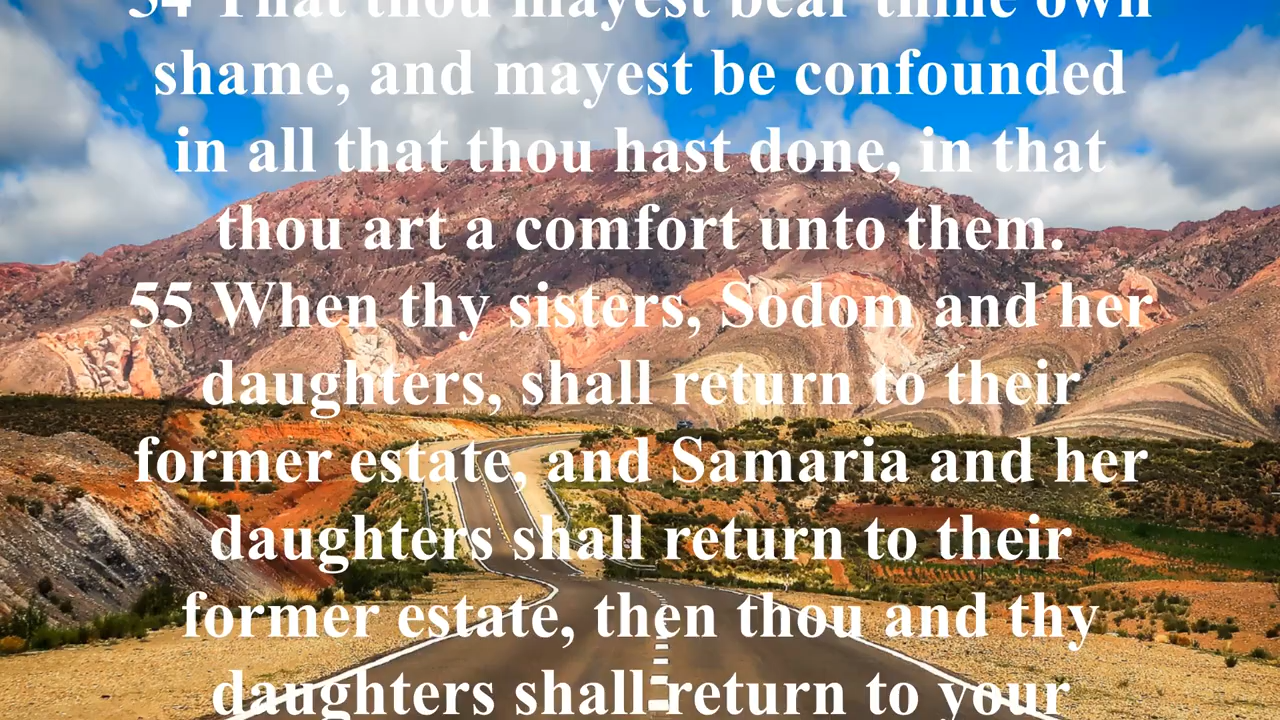 54 That thou mayest bear thine own
shame, and mayest be confounded
in all that thou hast done, in that
thou art a comfort unto them.
55 When thy sisters, Sodom and her
daughters, shall return to their
former estate, and Samaria and her
daughters shall return to their
former estate, then thou and thy
daughters shall return to your